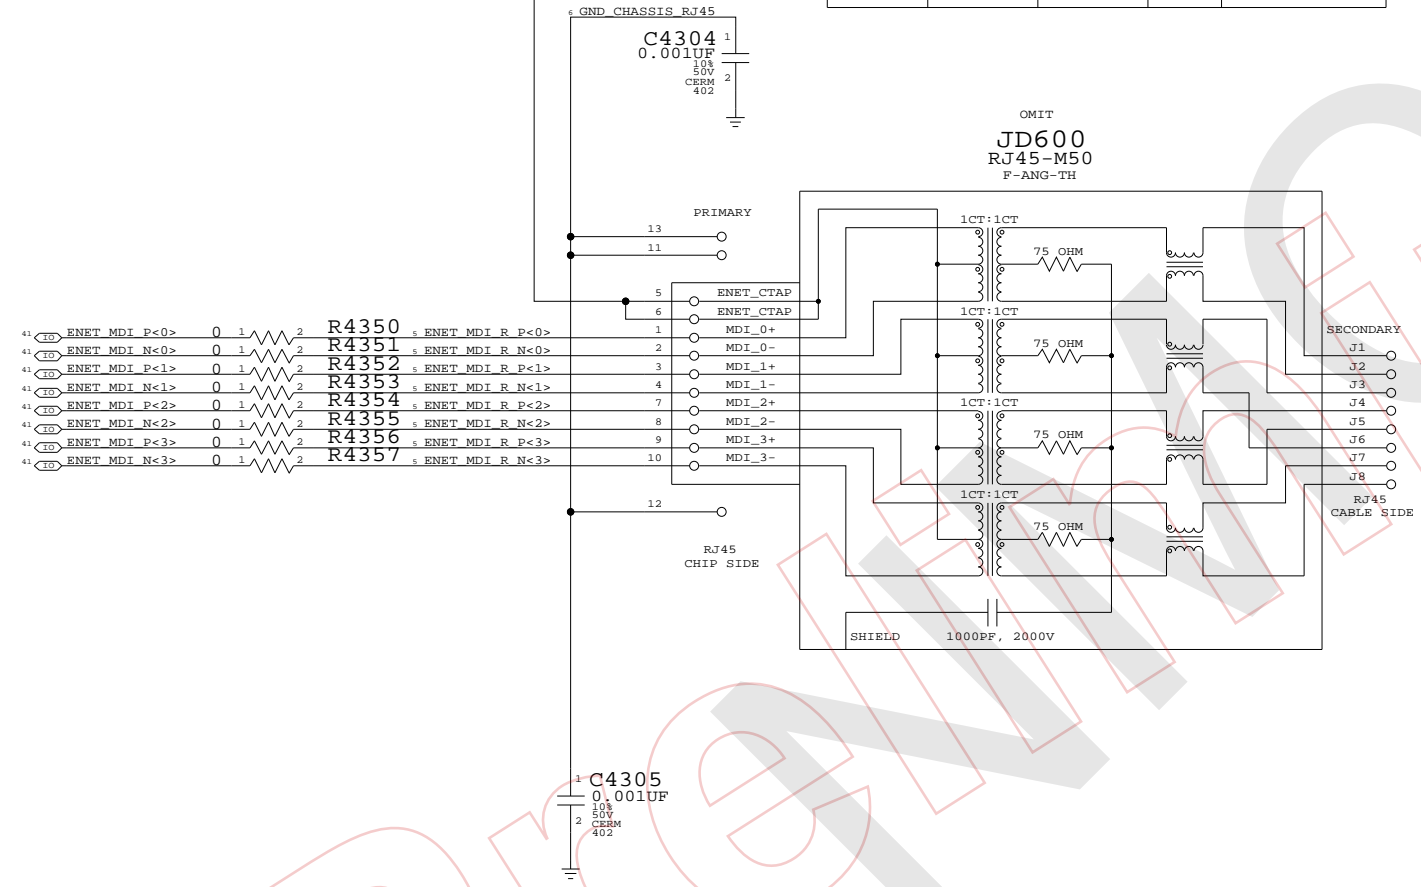 6 GND_CHASSIS_RJ45
C4304 1
0.001UF
10%
50V
CERM
402
2
OMIT
JD600
RJ45-M50
F-ANG-TH
PRIMARY
13
11
12
RJ45
CHIP SIDE
5 ENET_CTAP
6 ENET_CTAP
41 IO ENET_MDI_P<0> 0 1 2 R4350 5 ENET_MDI_R_P<0> 1 MDI_0+
41 IO ENET_MDI_N<0> 0 1 2 R4351 5 ENET_MDI_R_N<0> 2 MDI_0-
41 IO ENET_MDI_P<1> 0 1 2 R4352 5 ENET_MDI_R_P<1> 3 MDI_1+
41 IO ENET_MDI_N<1> 0 1 2 R4353 5 ENET_MDI_R_N<1> 4 MDI_1-
41 IO ENET_MDI_P<2> 0 1 2 R4354 5 ENET_MDI_R_P<2> 7 MDI_2+
41 IO ENET_MDI_N<2> 0 1 2 R4355 5 ENET_MDI_R_N<2> 8 MDI_2-
41 IO ENET_MDI_P<3> 0 1 2 R4356 5 ENET_MDI_R_P<3> 9 MDI_3+
41 IO ENET_MDI_N<3> 0 1 2 R4357 5 ENET_MDI_R_N<3> 10 MDI_3-
1CT:1CT
75 OHM
1CT:1CT
75 OHM
1CT:1CT
75 OHM
1CT:1CT
75 OHM
SHIELD 1000PF, 2000V
SECONDARY
J1
J2
J3
J4
J5
J6
J7
J8
RJ45
CABLE SIDE
1 C4305
0.001UF
10%
50V
2 CERM
402